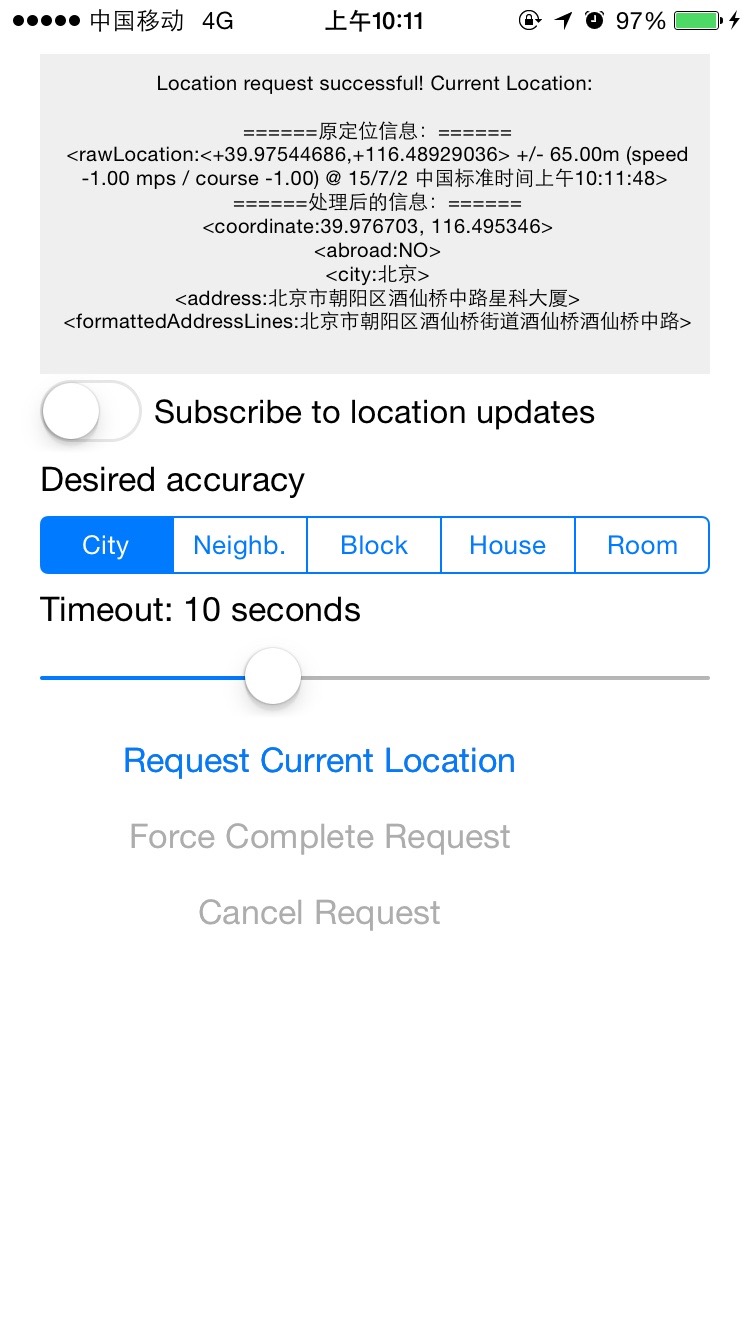 中国移动 4G 上午10:11 97%
Location request successful! Current Location:
======原定位信息：======
<rawLocation:<+39.97544686,+116.48929036> +/- 65.00m (speed
-1.00 mps / course -1.00) @ 15/7/2 中国标准时间上午10:11:48>
======处理后的信息：======
<coordinate:39.976703, 116.495346>
<abroad:NO>
<city:北京>
<address:北京市朝阳区酒仙桥中路星科大厦>
<formattedAddressLines:北京市朝阳区酒仙桥街道酒仙桥酒仙桥中路>
Subscribe to location updates
Desired accuracy
City Neighb. Block House Room
Timeout: 10 seconds
Request Current Location
Force Complete Request
Cancel Request